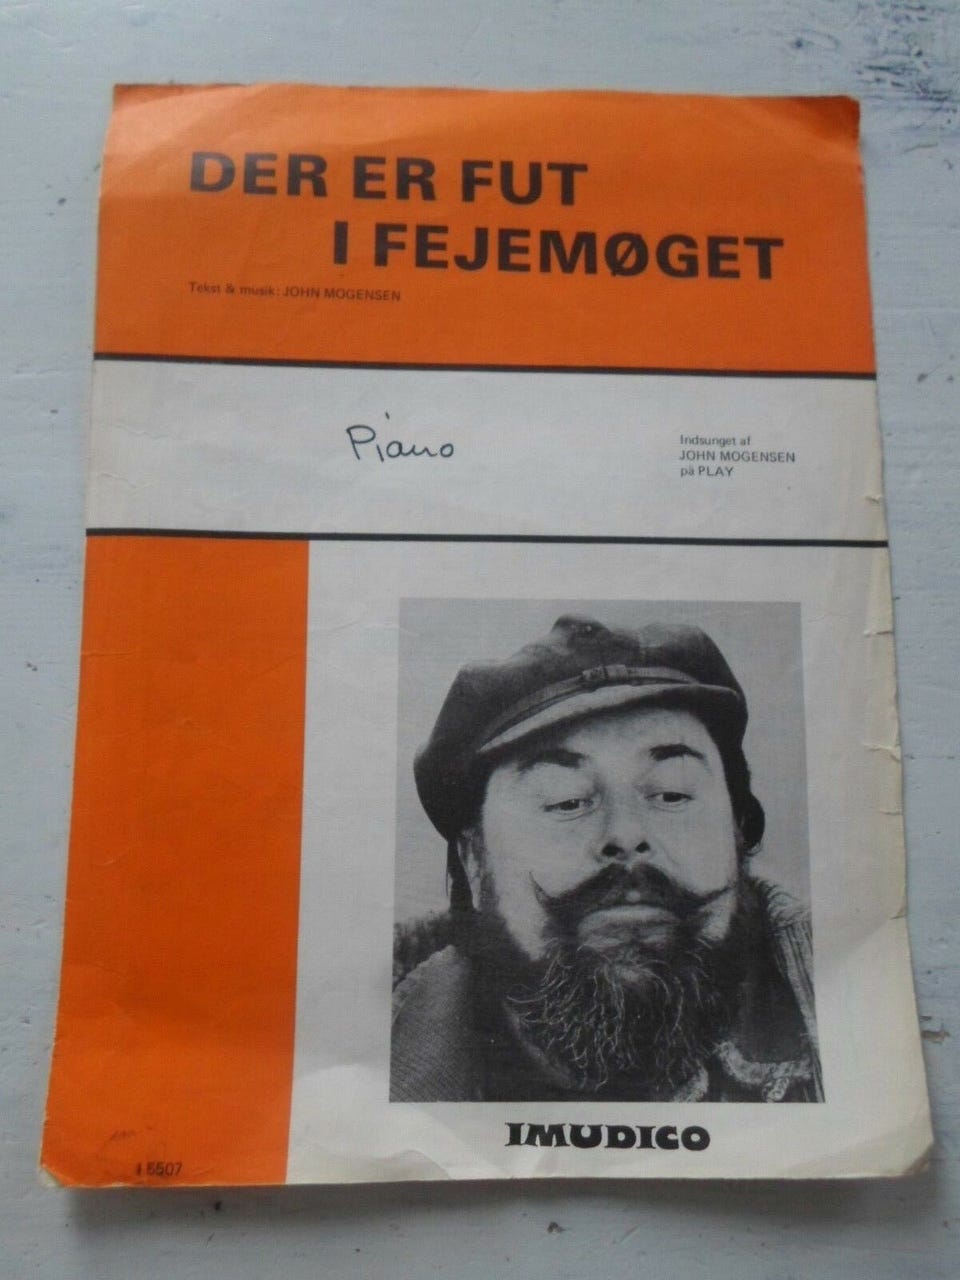 DER ER FUT
I FEJEMØGET
Tekst & musik: JOHN MOGENSEN
Piano
Indsunget af
JOHN MOGENSEN
på PLAY
IMUDICO
I 5507